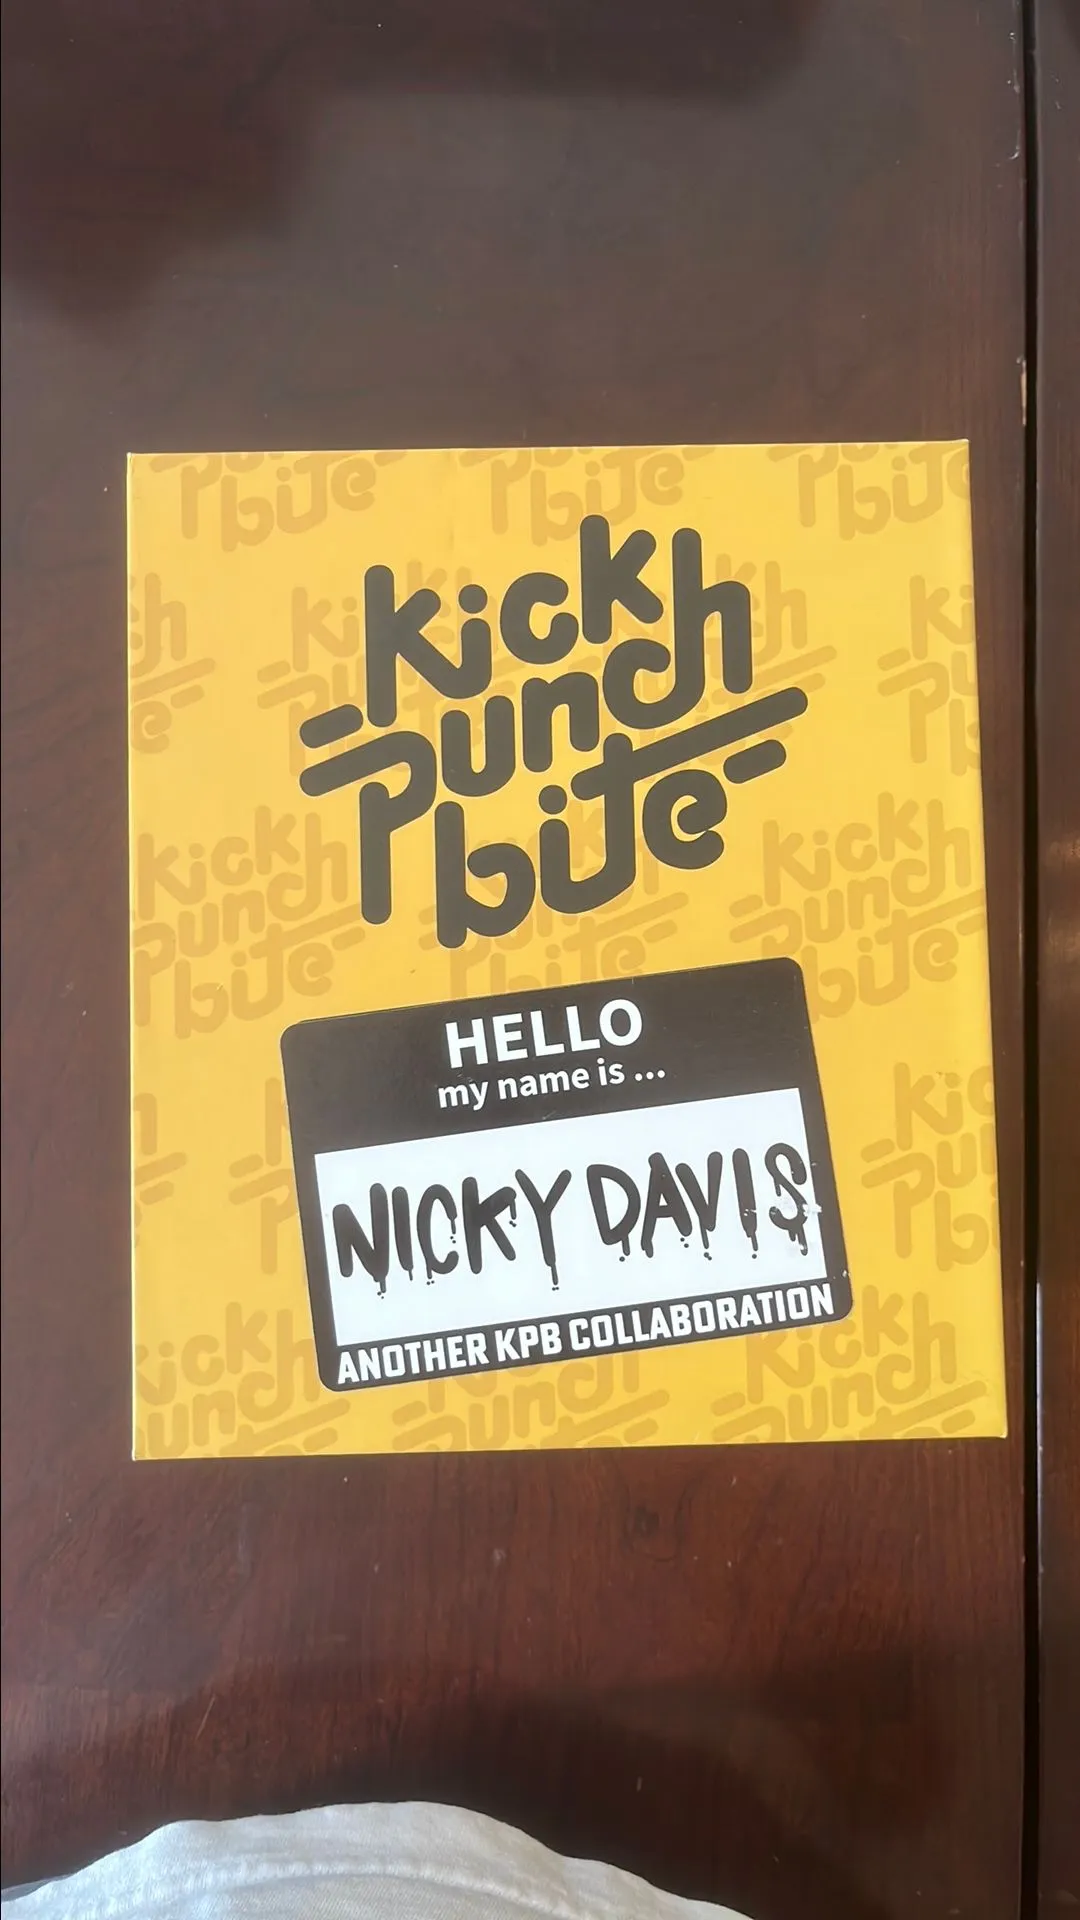 kick
punch
bite
HELLO
my name is ...
NICKY DAVIS
ANOTHER KPB COLLABORATION